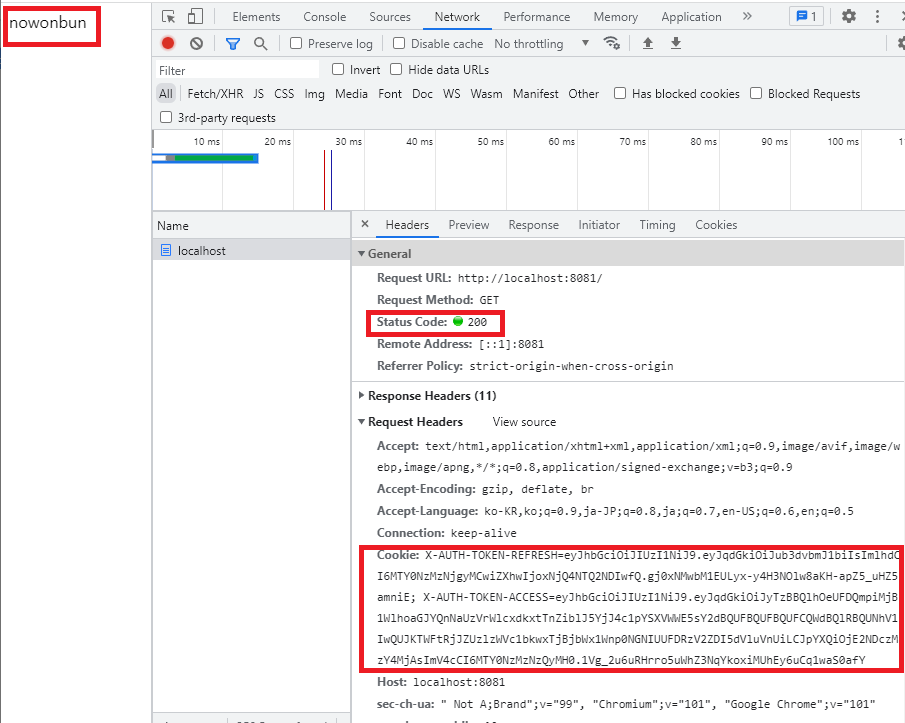 nowonbun
Elements Console Sources Network Performance Memory Application » 1
Preserve log Disable cache No throttling
Filter Invert Hide data URLs
All Fetch/XHR JS CSS Img Media Font Doc WS Wasm Manifest Other Has blocked cookies Blocked Requests
3rd-party requests
10 ms 20 ms 30 ms 40 ms 50 ms 60 ms 70 ms 80 ms 90 ms 100 ms
Name
localhost
× Headers Preview Response Initiator Timing Cookies
General
Request URL: http://localhost:8081/
Request Method: GET
Status Code: 200
Remote Address: [::1]:8081
Referrer Policy: strict-origin-when-cross-origin
Response Headers (11)
Request Headers View source
Accept: text/html,application/xhtml+xml,application/xml;q=0.9,image/avif,image/w
ebp,image/apng,*/*;q=0.8,application/signed-exchange;v=b3;q=0.9
Accept-Encoding: gzip, deflate, br
Accept-Language: ko-KR,ko;q=0.9,ja-JP;q=0.8,ja;q=0.7,en-US;q=0.6,en;q=0.5
Connection: keep-alive
Cookie: X-AUTH-TOKEN-REFRESH=eyJhbGciOiJIUzI1NiJ9.eyJqdGkiOiJub3dvbmJ1biIsImlhdC
I6MTY0NzMzNjgyMCwiZXhwIjoxNjQ4NTQ2NDIwfQ.gj0xNMwbM1EULyx-y4H3NOlw8aKH-apZ5_uHZ5
amniE; X-AUTH-TOKEN-ACCESS=eyJhbGciOiJIUzI1NiJ9.eyJqdGkiOiJyTzBBQlhOeUFDQmpiMjB
1WlhoaGJYQnNaUzVrWlcxdkxtTnZiblJ5YjJ4c1pYSXVWWE5sY2dBQUFBQUFBQUFCQWdBQlRBQUNhV1
IwQUJKTWFtRjJZUzlzWVc1bkwxTjBjbWx1Wnp0NGNIUUFDRzV2ZDI5dVluVnUiLCJpYXQiOjE2NDczM
zY4MjAsImV4cCI6MTY0NzMzNzQyMH0.1Vg_2u6uRHrro5uWhZ3NqYkoxiMUhEy6uCq1waS0afY
Host: localhost:8081
sec-ch-ua: " Not A;Brand";v="99", "Chromium";v="101", "Google Chrome";v="101"